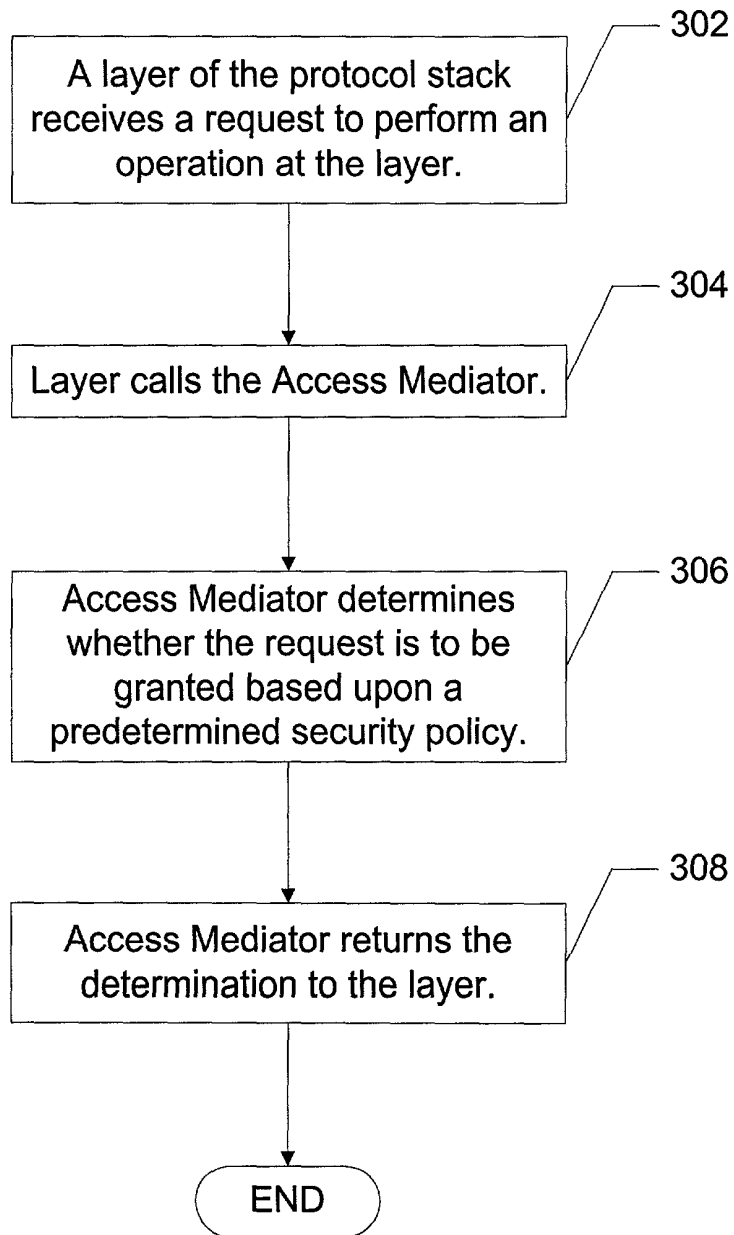 302
A layer of the protocol stack
receives a request to perform an
operation at the layer.
304
Layer calls the Access Mediator.
306
Access Mediator determines
whether the request is to be
granted based upon a
predetermined security policy.
308
Access Mediator returns the
determination to the layer.
END